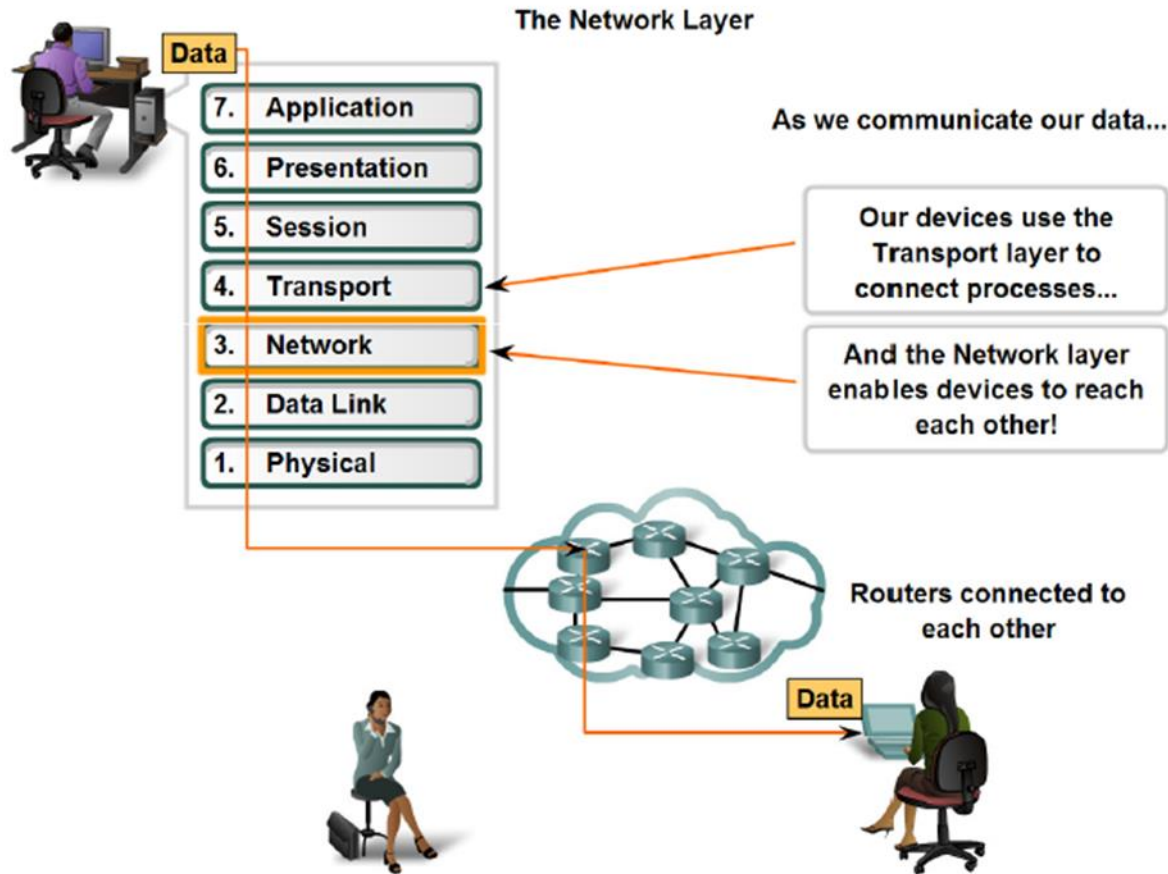 The Network Layer
Data
7. Application
6. Presentation
5. Session
4. Transport
3. Network
2. Data Link
1. Physical
As we communicate our data...
Our devices use the
Transport layer to
connect processes...
And the Network layer
enables devices to reach
each other!
Routers connected to
each other
Data